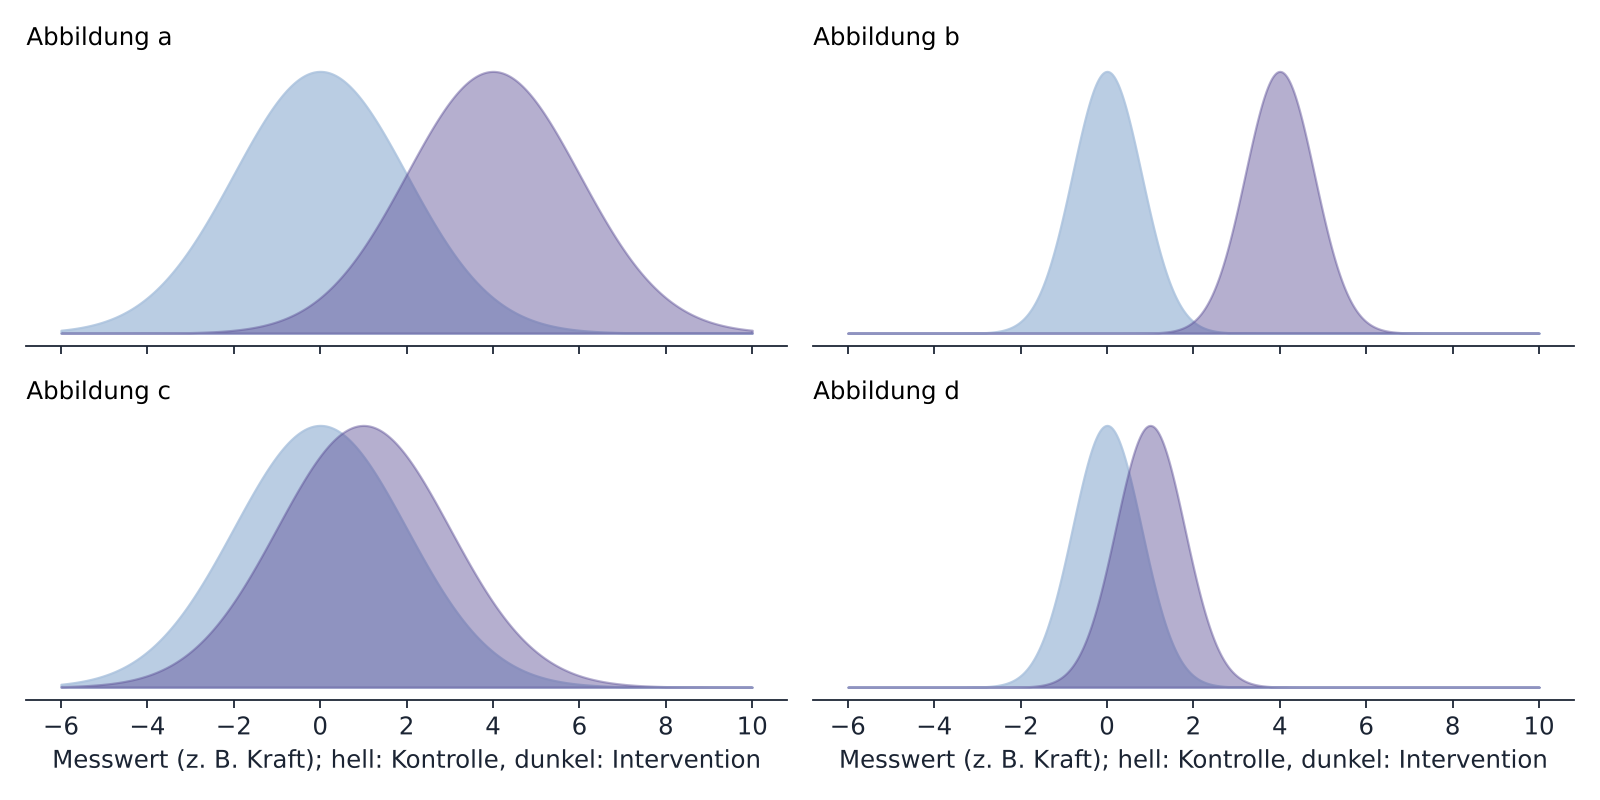 Abbildung a
Abbildung b
Abbildung c
Abbildung d
−6 −4 −2 0 2 4 6 8 10
−6 −4 −2 0 2 4 6 8 10
Messwert (z. B. Kraft); hell: Kontrolle, dunkel: Intervention
Messwert (z. B. Kraft); hell: Kontrolle, dunkel: Intervention